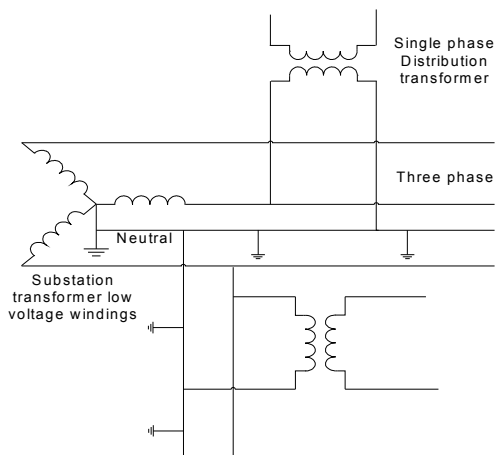 Single phase
Distribution
transformer
Three phase
Neutral
Substation
transformer low
voltage windings